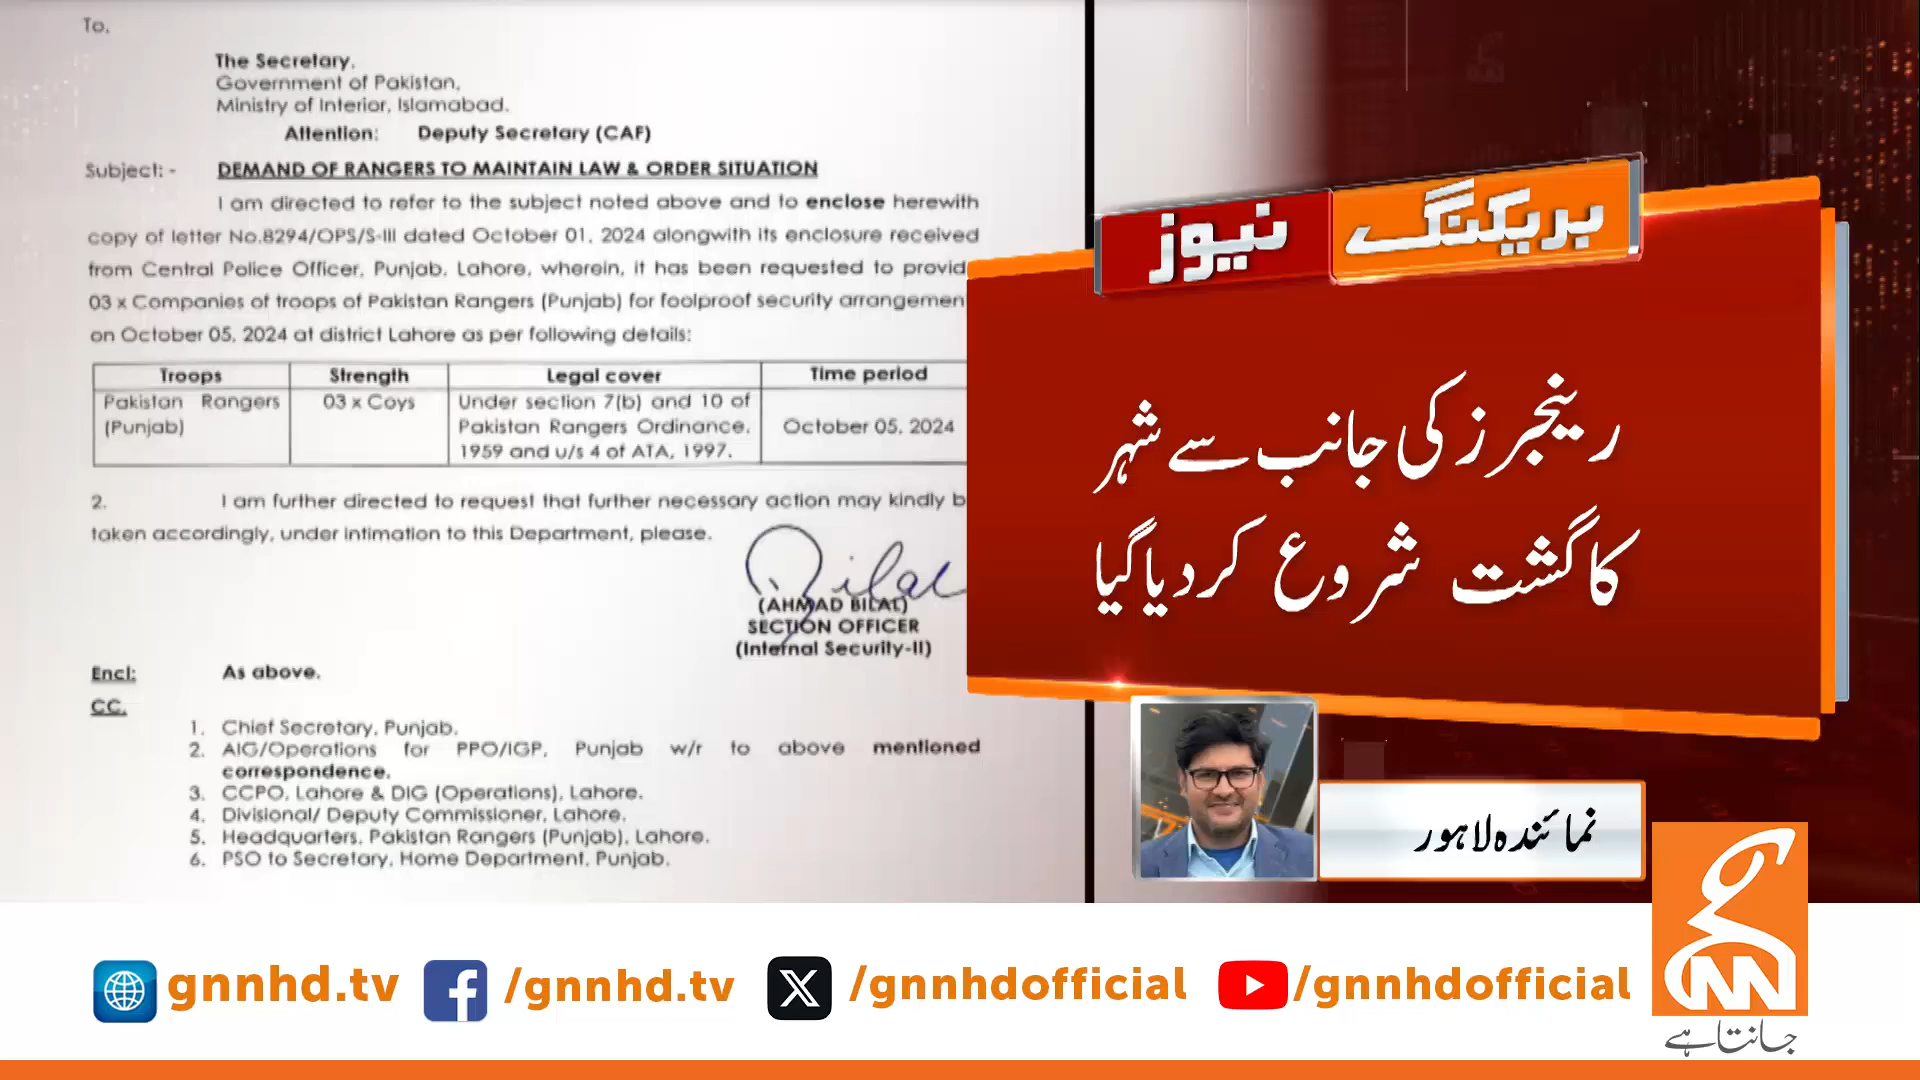 To,
The Secretary,
Government of Pakistan,
Ministry of Interior, Islamabad.
Attention: Deputy Secretary (CAF)
Subject: - DEMAND OF RANGERS TO MAINTAIN LAW & ORDER SITUATION
I am directed to refer to the subject noted above and to enclose herewith
copy of letter No.8294/OPS/S-III dated October 01, 2024 alongwith its enclosure received
from Central Police Officer, Punjab, Lahore, wherein, it has been requested to provid
03 x Companies of troops of Pakistan Rangers (Punjab) for foolproof security arrangemen
on October 05, 2024 at district Lahore as per following details:
Troops Strength Legal cover Time period
Pakistan Rangers (Punjab) 03 x Coys Under section 7(b) and 10 of Pakistan Rangers Ordinance, 1959 and u/s 4 of ATA, 1997. October 05, 2024
2. I am further directed to request that further necessary action may kindly b
taken accordingly, under intimation to this Department, please.
Bilal
(AHMAD BILAL)
SECTION OFFICER
(Internal Security-II)
Encl: As above.
CC.
1. Chief Secretary, Punjab.
2. AIG/Operations for PPO/IGP, Punjab w/r to above mentioned
correspondence.
3. CCPO, Lahore & DIG (Operations), Lahore.
4. Divisional/ Deputy Commissioner, Lahore.
5. Headquarters, Pakistan Rangers (Punjab), Lahore.
6. PSO to Secretary, Home Department, Punjab.
بریکنگ نیوز
رینجرز کی جانب سے شہر
کا گشت شروع کر دیا گیا
نمائندہ لاہور
gnnhd.tv /gnnhd.tv /gnnhdofficial /gnnhdofficial
GNN
جانتا ہے